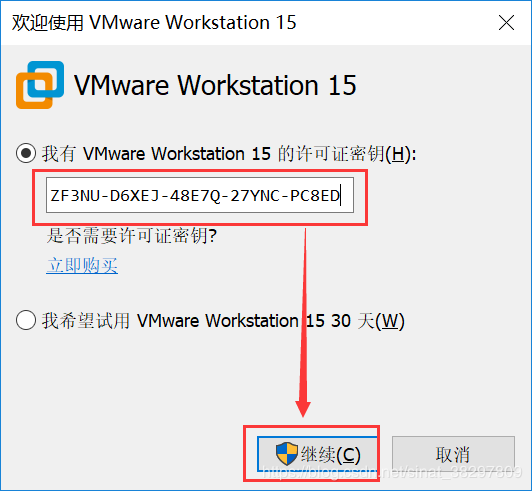 欢迎使用 VMware Workstation 15
VMware Workstation 15
我有 VMware Workstation 15 的许可证密钥(H):
ZF3NU-D6XEJ-48E7Q-27YNC-PC8ED
是否需要许可证密钥?
立即购买
我希望试用 VMware Workstation 15 30 天(W)
继续(C)
取消
https://blog.csdn.net/sinat_38297809